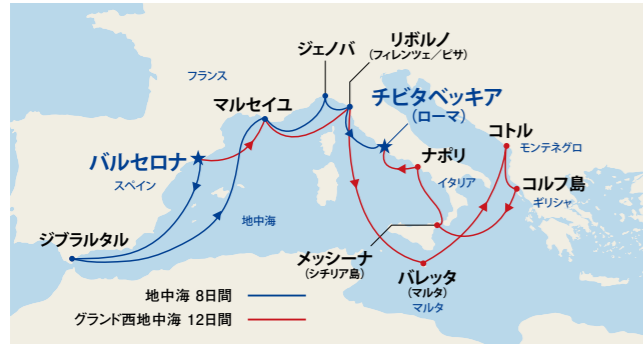 ジェノバ
リボルノ
(フィレンツェ/ピサ)
フランス
マルセイユ
チビタベッキア
(ローマ)
コトル
モンテネグロ
バルセロナ
スペイン
ナポリ
イタリア
コルフ島
ギリシャ
地中海
ジブラルタル
メッシーナ
(シチリア島)
バレッタ
(マルタ)
マルタ
地中海 8日間
グランド西地中海 12日間